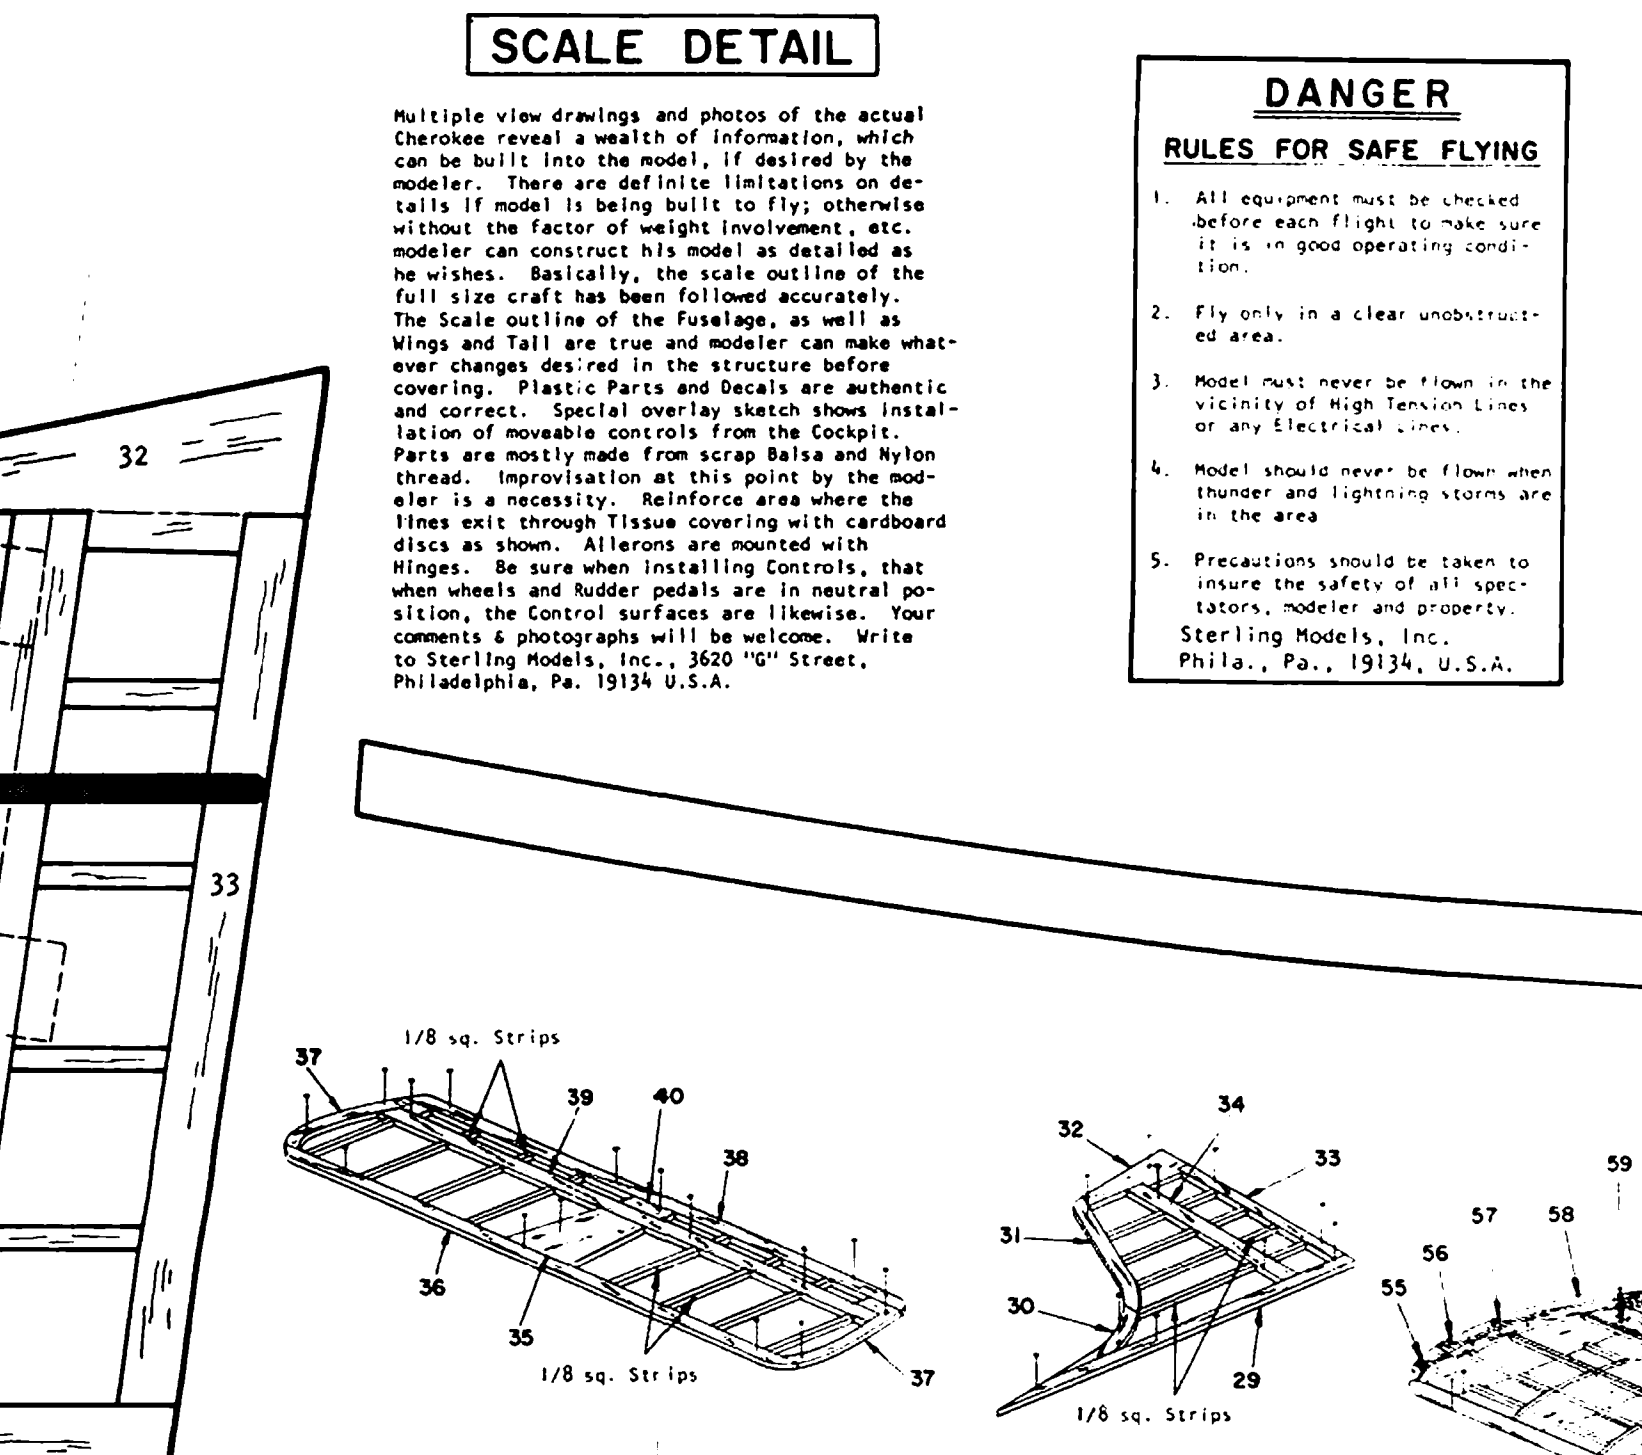 SCALE DETAIL
Multiple view drawings and photos of the actual
Cherokee reveal a wealth of information, which
can be built into the model, if desired by the
modeler. There are definite limitations on de-
tails if model is being built to fly; otherwise
without the factor of weight involvement, etc.
modeler can construct his model as detailed as
he wishes. Basically, the scale outline of the
full size craft has been followed accurately.
The Scale outline of the Fuselage, as well as
Wings and Tail are true and modeler can make what-
ever changes desired in the structure before
covering. Plastic Parts and Decals are authentic
and correct. Special overlay sketch shows instal-
lation of moveable controls from the Cockpit.
Parts are mostly made from scrap Balsa and Nylon
thread. Improvisation at this point by the mod-
eler is a necessity. Reinforce area where the
lines exit through Tissue covering with cardboard
discs as shown. Ailerons are mounted with
Hinges. Be sure when installing Controls, that
when wheels and Rudder pedals are in neutral po-
sition, the Control surfaces are likewise. Your
comments & photographs will be welcome. Write
to Sterling Models, Inc., 3620 "G" Street,
Philadelphia, Pa. 19134 U.S.A.
DANGER
RULES FOR SAFE FLYING
1. All equipment must be checked
before each flight to make sure
it is in good operating condi-
tion.
2. Fly only in a clear unobstruct-
ed area.
3. Model must never be flown in the
vicinity of High Tension Lines
or any Electrical Lines.
4. Model should never be flown when
thunder and lightning storms are
in the area
5. Precautions should be taken to
insure the safety of all spec-
tators, modeler and property.
Sterling Models, Inc.
Phila., Pa., 19134, U.S.A.
32
33
1/8 sq. Strips
37
39
40
38
36
35
1/8 sq. Strips
37
34
32
33
31
30
29
1/8 sq. Strips
59
57
58
56
55